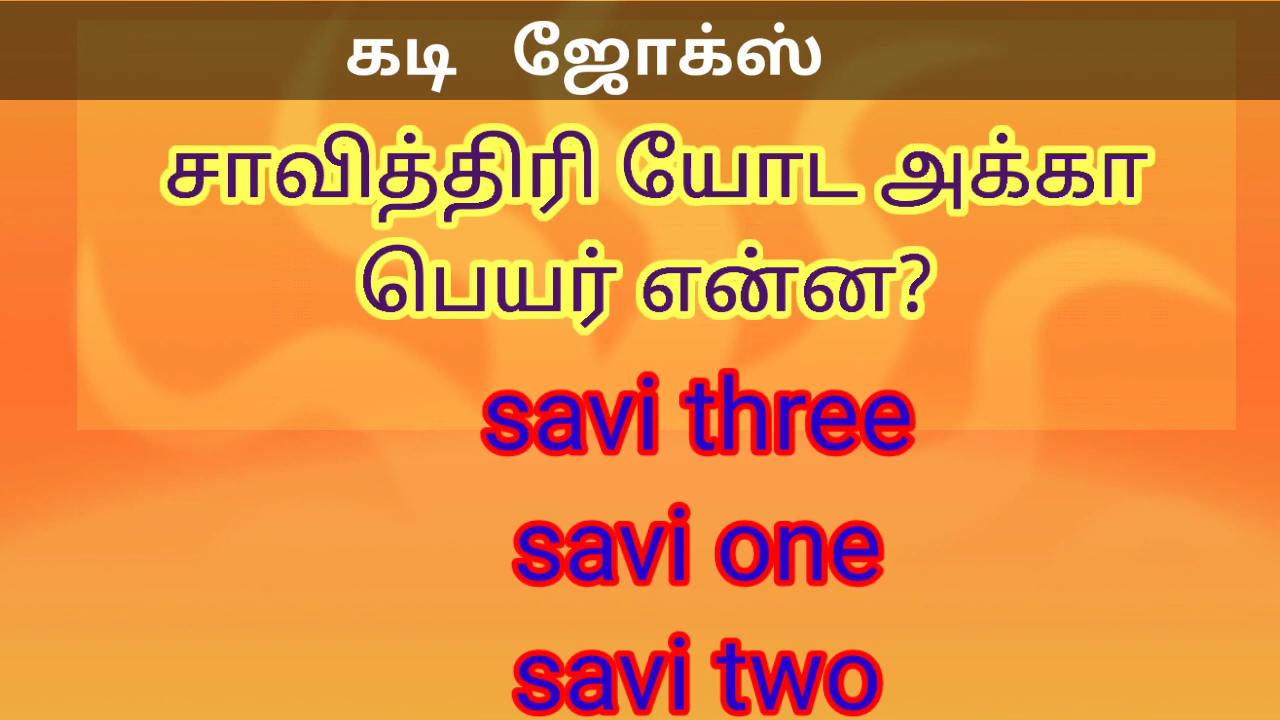 கடி ஜோக்ஸ்
சாவித்திரி யோட அக்கா
பெயர் என்ன?
savi three
savi one
savi two